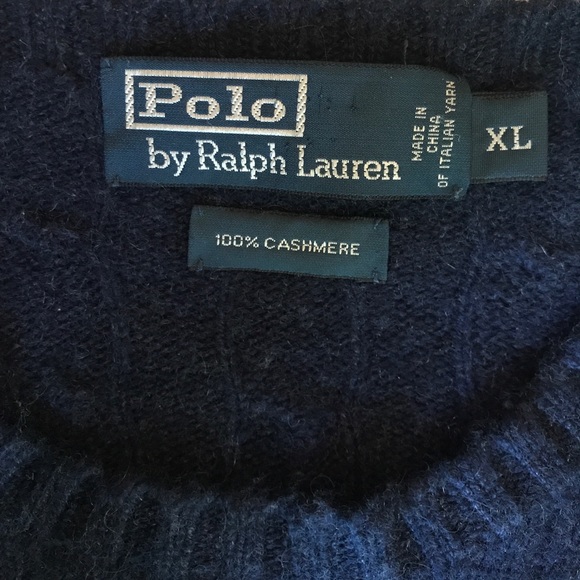 Polo
by Ralph Lauren
MADE IN
CHINA
OF ITALIAN YARN
XL
100% CASHMERE